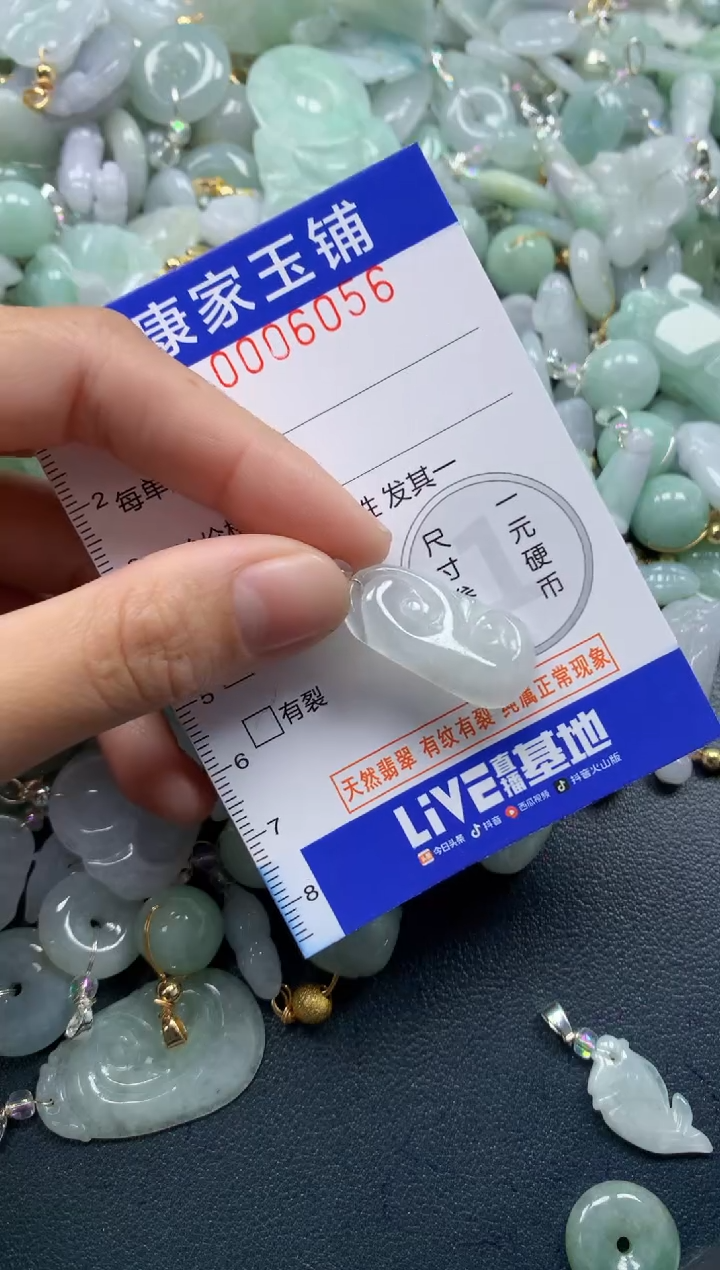 康家玉铺
0006056
2 每单
性 发其一
一元硬币
尺寸
5
有裂
6
天然翡翠 有纹有裂 纯属正常现象
7
LiVE直播基地
今日头条 抖音 西瓜视频 抖音火山版
8